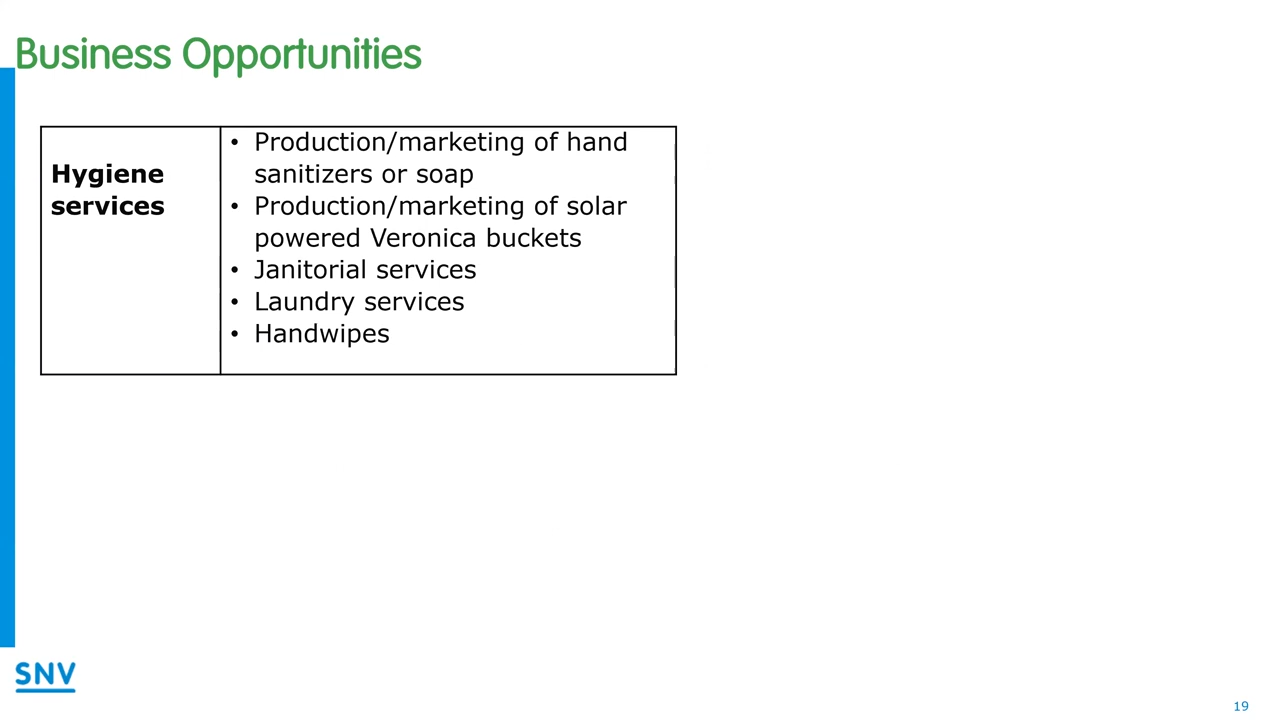 Business Opportunities
Hygiene
services
• Production/marketing of hand
sanitizers or soap
• Production/marketing of solar
powered Veronica buckets
• Janitorial services
• Laundry services
• Handwipes
SNV
19